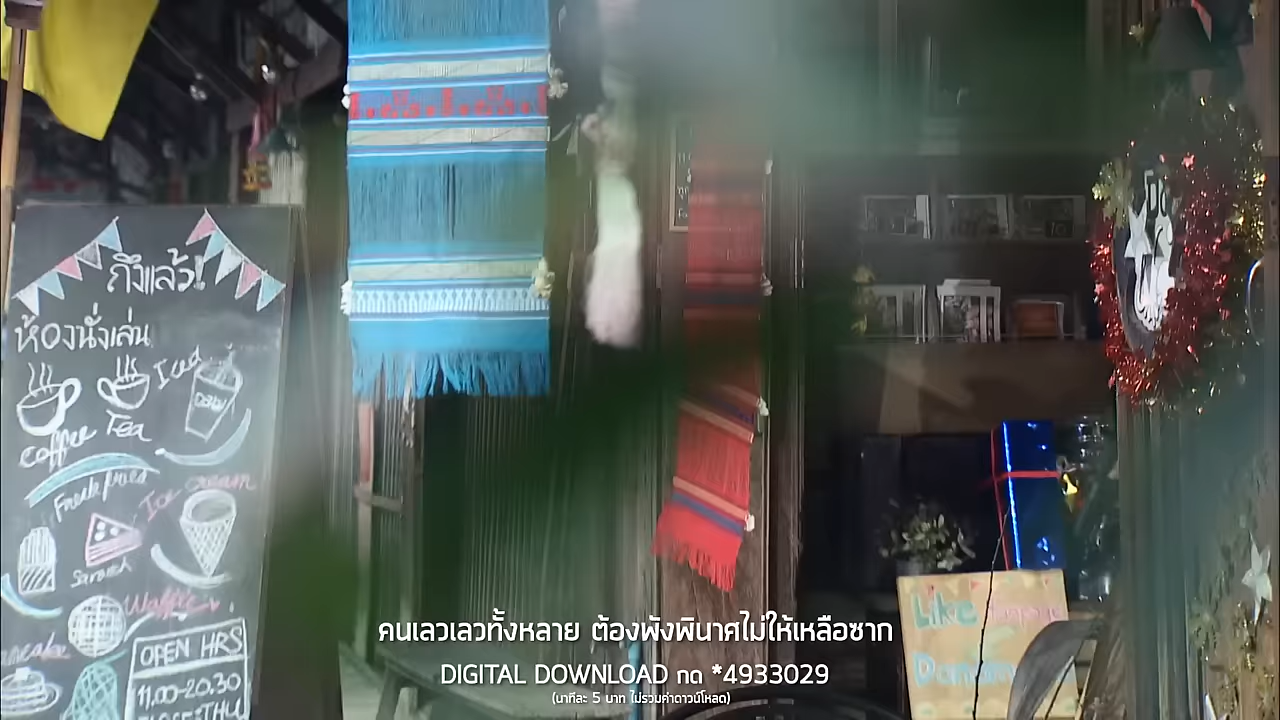 ถึงแล้ว!
ห้องนั่งเล่น
Iced
coffee Tea
Ice cream
Waffle
OPEN HRS
11.00-20.30
Like
คนเลวเลวทั้งหลาย ต้องพังพินาศไม่ให้เหลือซาก
DIGITAL DOWNLOAD กด *4933029
(นาทีละ 5 บาท ไม่รวมค่าดาวน์โหลด)